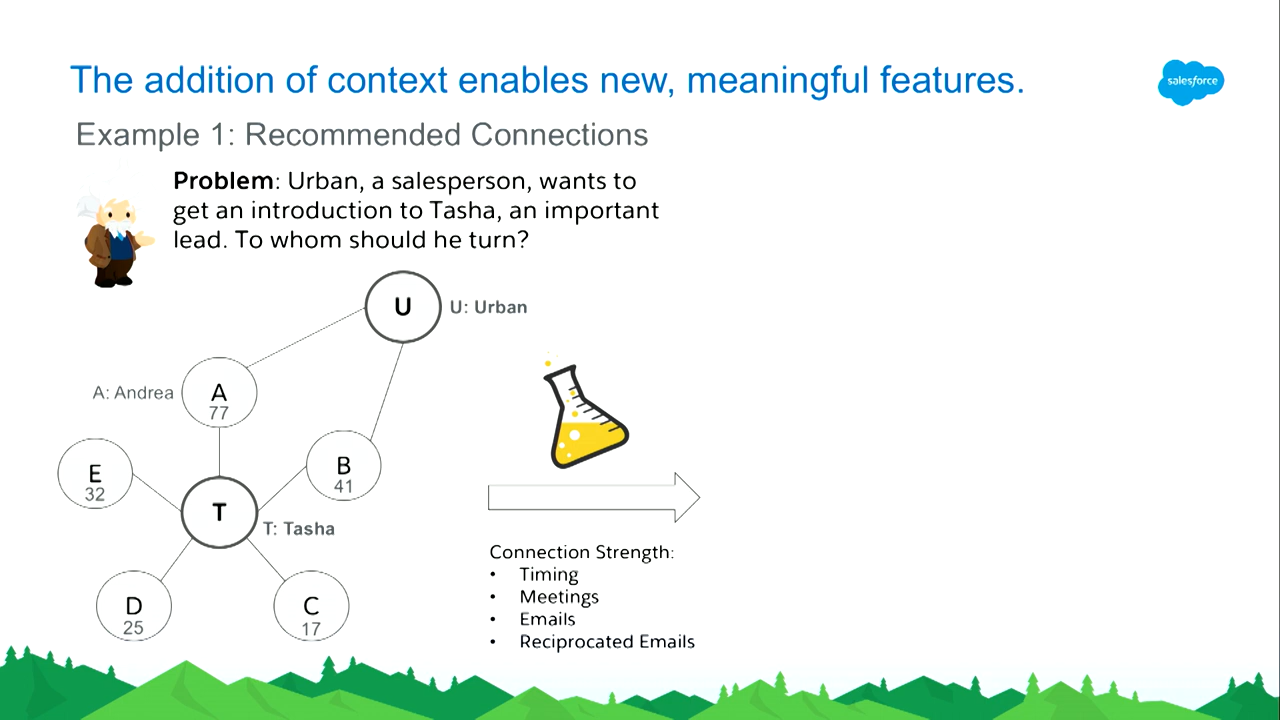 The addition of context enables new, meaningful features.
salesforce
Example 1: Recommended Connections
Problem: Urban, a salesperson, wants to
get an introduction to Tasha, an important
lead. To whom should he turn?
U
U: Urban
A: Andrea
A
77
E
32
B
41
T
T: Tasha
D
25
C
17
Connection Strength:
• Timing
• Meetings
• Emails
• Reciprocated Emails